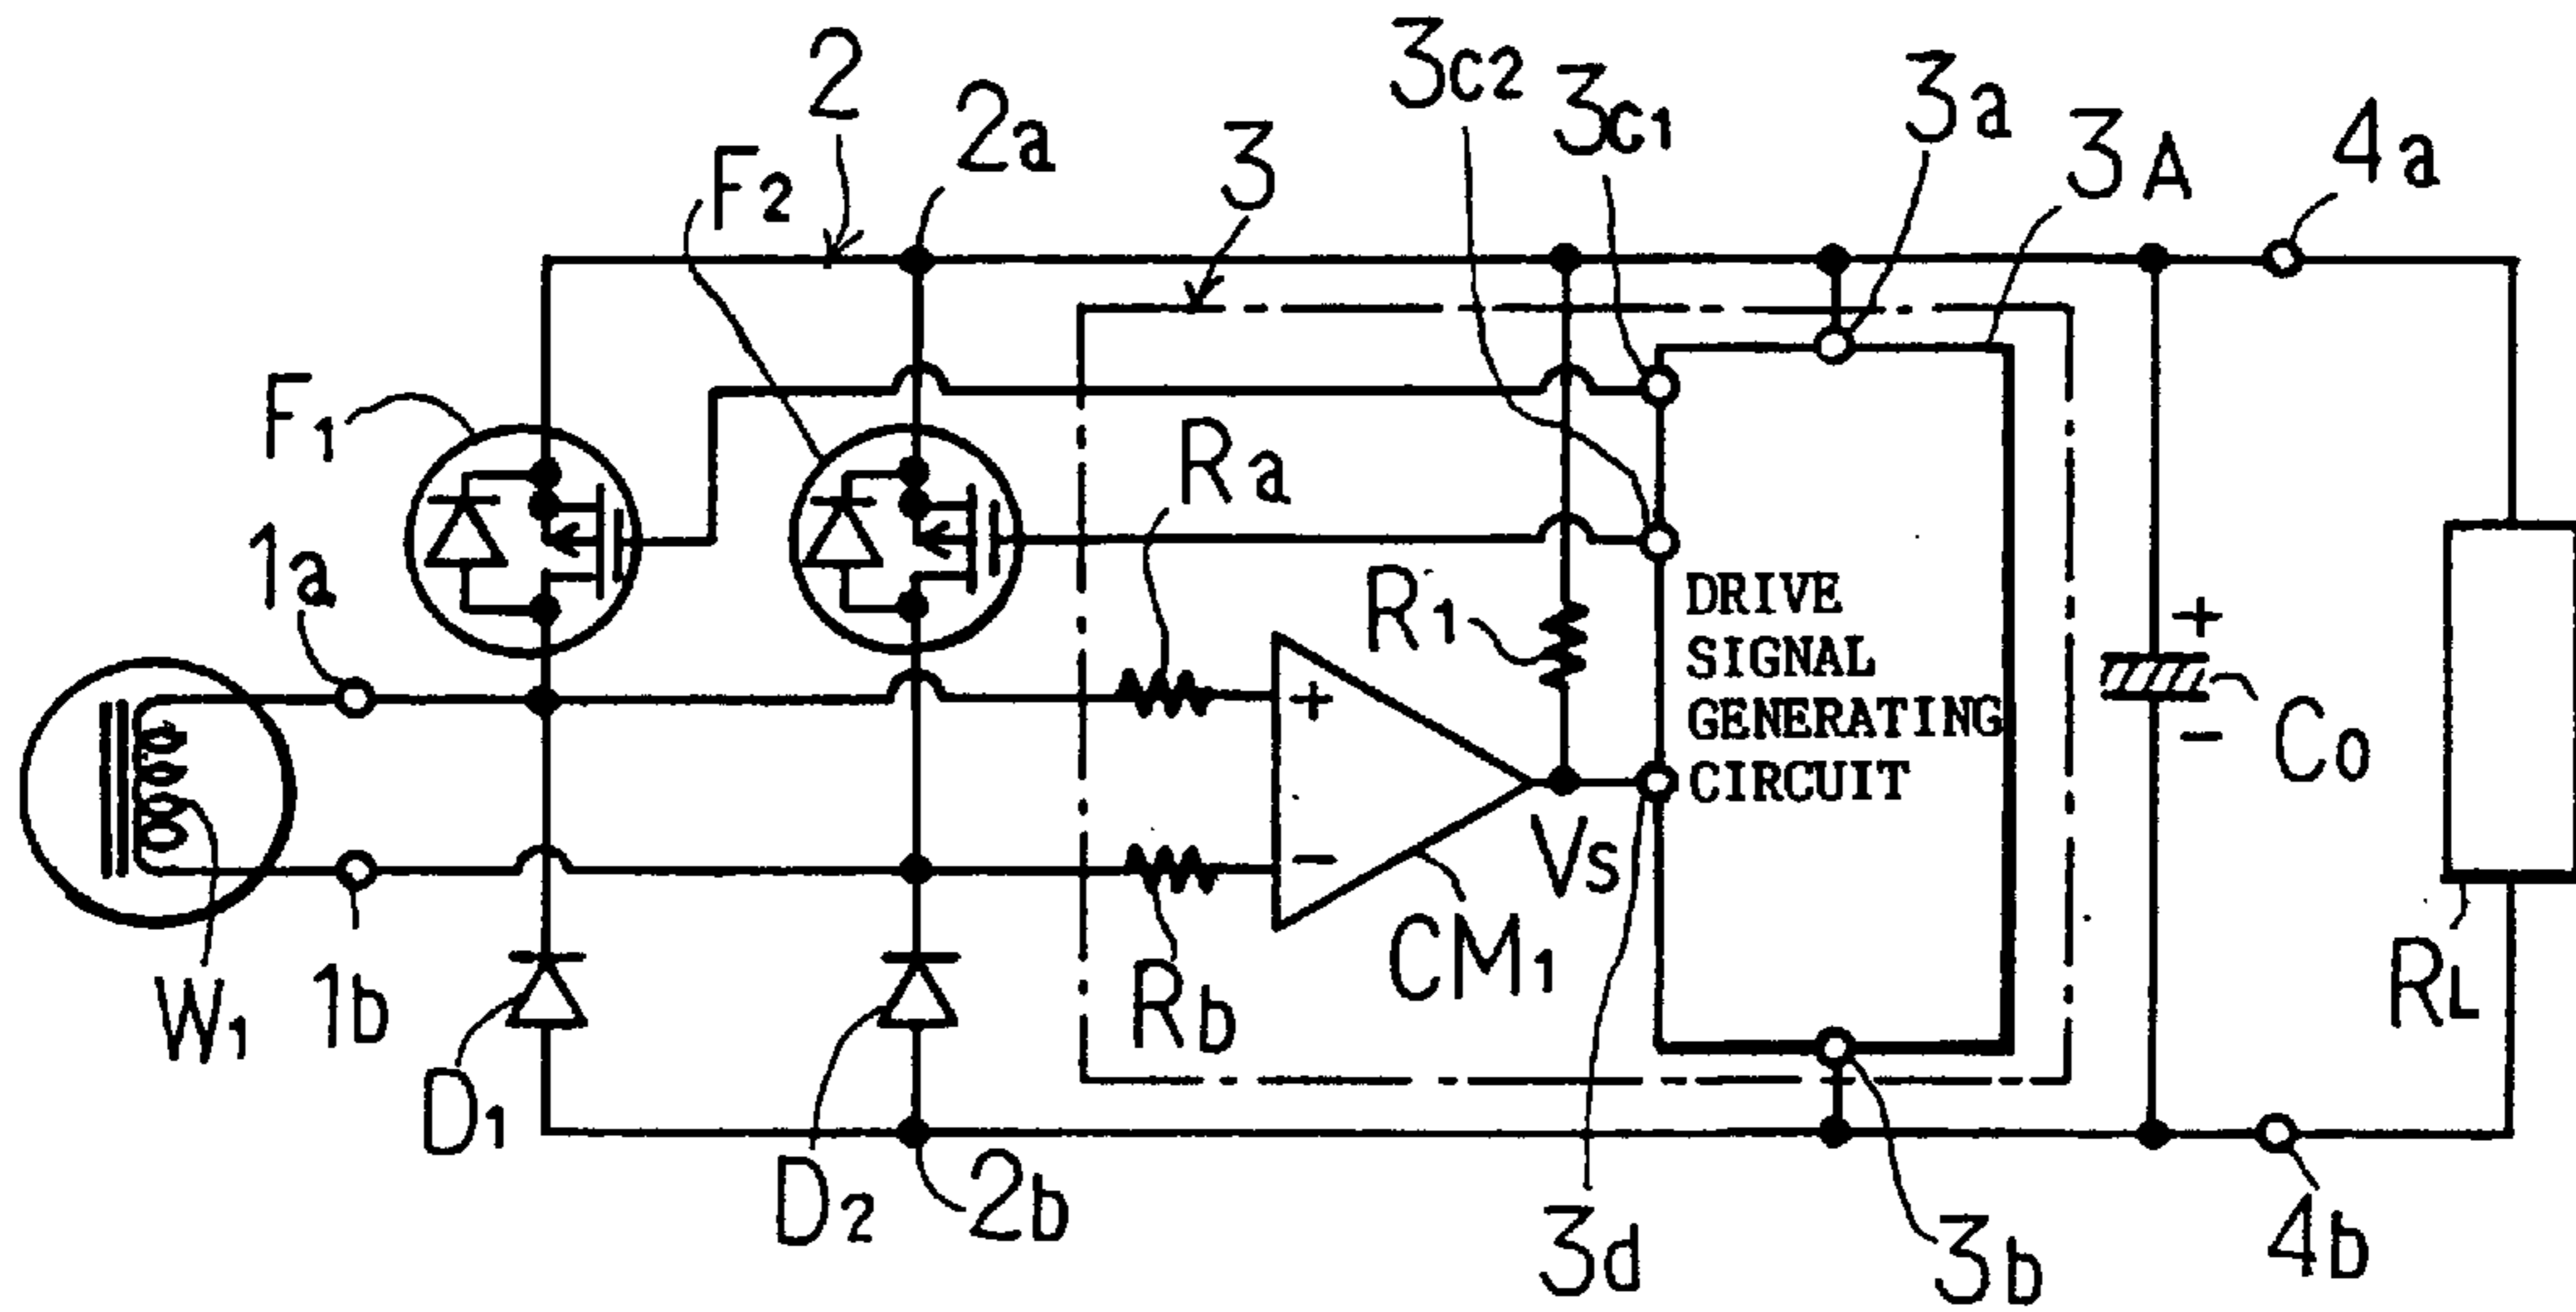 2
2a
3
3c2
3c1
3a
3A
4a
F2
F1
Ra
1a
R1
DRIVE
SIGNAL
GENERATING
CIRCUIT
+
+
-
-
Co
Vs
CM1
RL
W1
1b
Rb
D1
D2
2b
3d
3b
4b